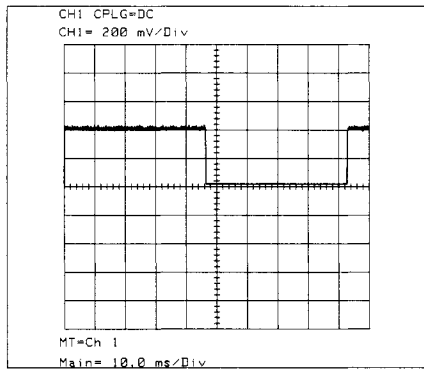 CH1 CPLG=DC
CH1= 200 mV/Div
MT=Ch 1
Main= 10.0 ms/Div